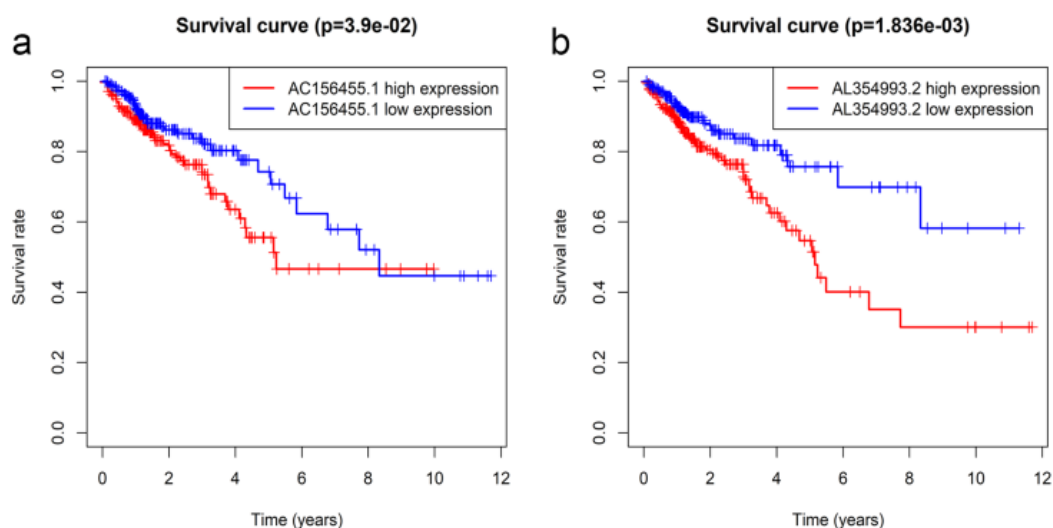 a
Survival curve (p=3.9e-02)
AC156455.1 high expression
AC156455.1 low expression
Survival rate
1.0
0.8
0.6
0.4
0.2
0.0
0 2 4 6 8 10 12
Time (years)
b
Survival curve (p=1.836e-03)
AL354993.2 high expression
AL354993.2 low expression
Survival rate
1.0
0.8
0.6
0.4
0.2
0.0
0 2 4 6 8 10 12
Time (years)